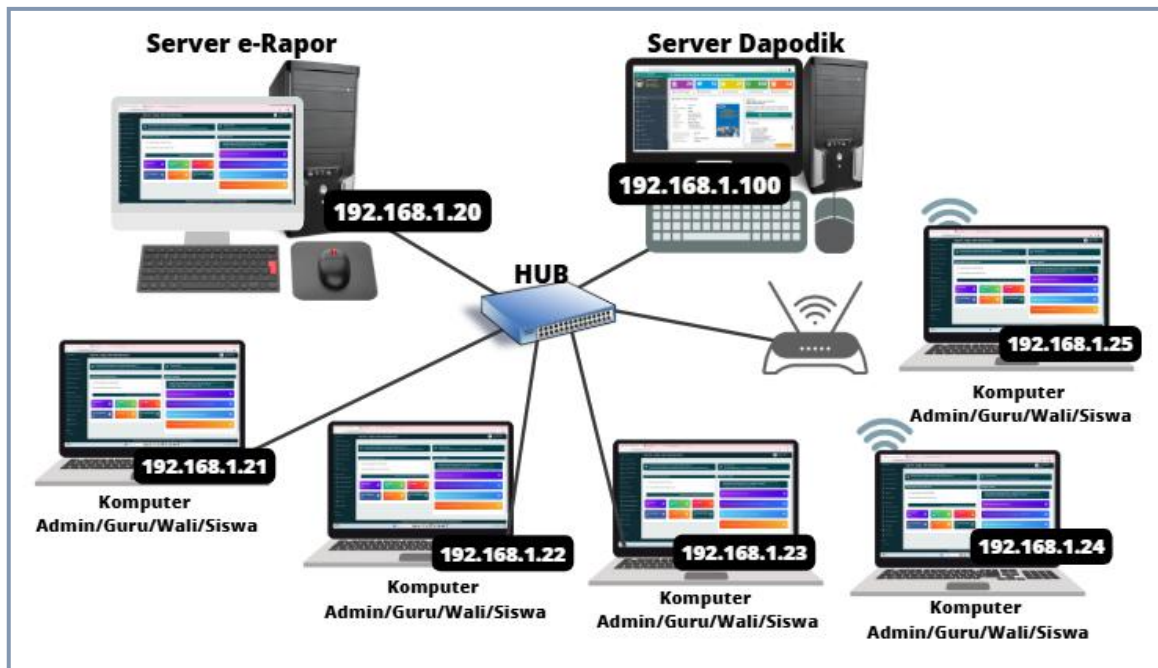 Server e-Rapor
Server Dapodik
192.168.1.20
192.168.1.100
HUB
192.168.1.25
Komputer
Admin/Guru/Wali/Siswa
192.168.1.21
Komputer
Admin/Guru/Wali/Siswa
192.168.1.22
Komputer
Admin/Guru/Wali/Siswa
192.168.1.23
Komputer
Admin/Guru/Wali/Siswa
192.168.1.24
Komputer
Admin/Guru/Wali/Siswa